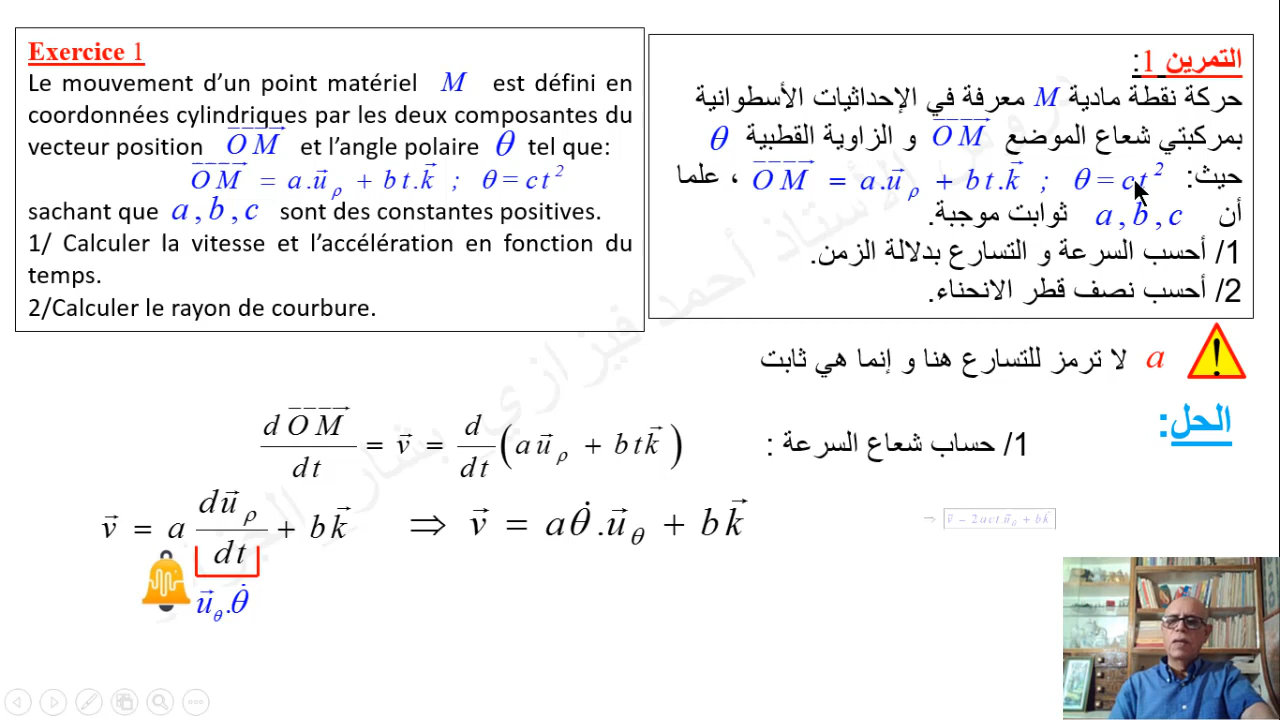 Exercice 1
Le mouvement d'un point matériel M est défini en
coordonnées cylindriques par les deux composantes du
vecteur position OM et l'angle polaire θ tel que:
OM = a.u_ρ + bt.k ; θ = ct²
sachant que a, b, c sont des constantes positives.
1/ Calculer la vitesse et l'accélération en fonction du
temps.
2/Calculer le rayon de courbure.
التمرين 1:
حركة نقطة مادية M معرفة في الإحداثيات الأسطوانية
بمركبتي شعاع الموضع OM و الزاوية القطبية θ
حيث: OM = a.u_ρ + bt.k ; θ = ct² ، علما
أن a, b, c ثوابت موجبة.
1/ أحسب السرعة و التسارع بدلالة الزمن.
2/ أحسب نصف قطر الانحناء.
a لا ترمز للتسارع هنا و إنما هي ثابت
الحل:
1/ حساب شعاع السرعة : dOM/dt = v = d/dt (a u_ρ + b t k)
v = a du_ρ/dt + b k ⇒ v = a θ̇ . u_θ + b k
u_θ . θ̇
⇒ v = 2act.u_θ + bk